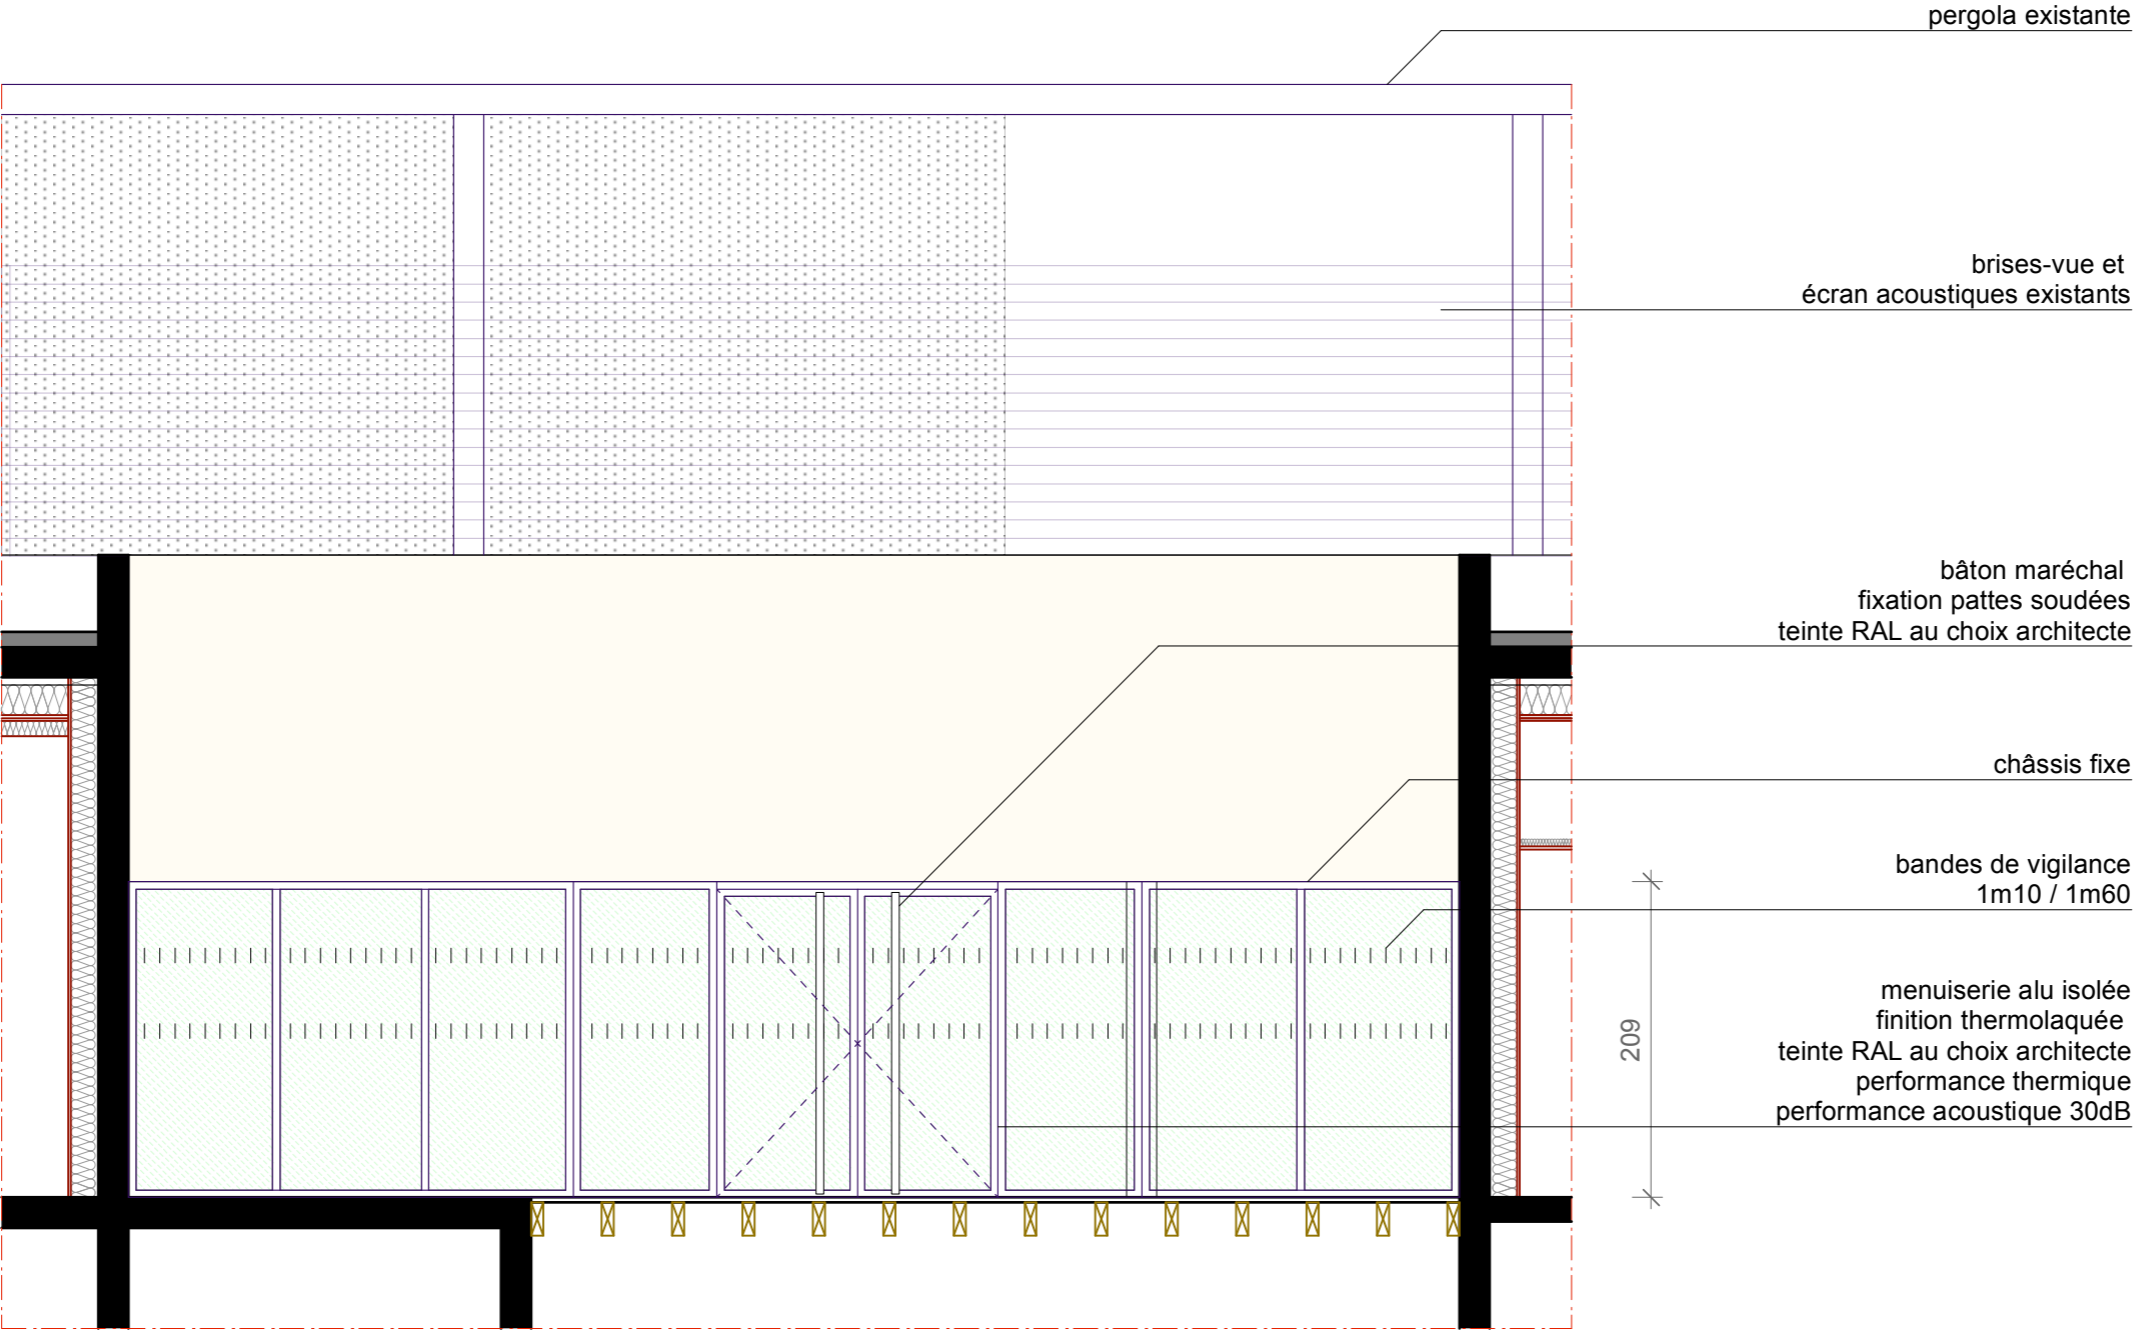 pergola existante
brises-vue et
écran acoustiques existants
bâton maréchal
fixation pattes soudées
teinte RAL au choix architecte
châssis fixe
bandes de vigilance
1m10 / 1m60
menuiserie alu isolée
finition thermolaquée
teinte RAL au choix architecte
performance thermique
performance acoustique 30dB
209